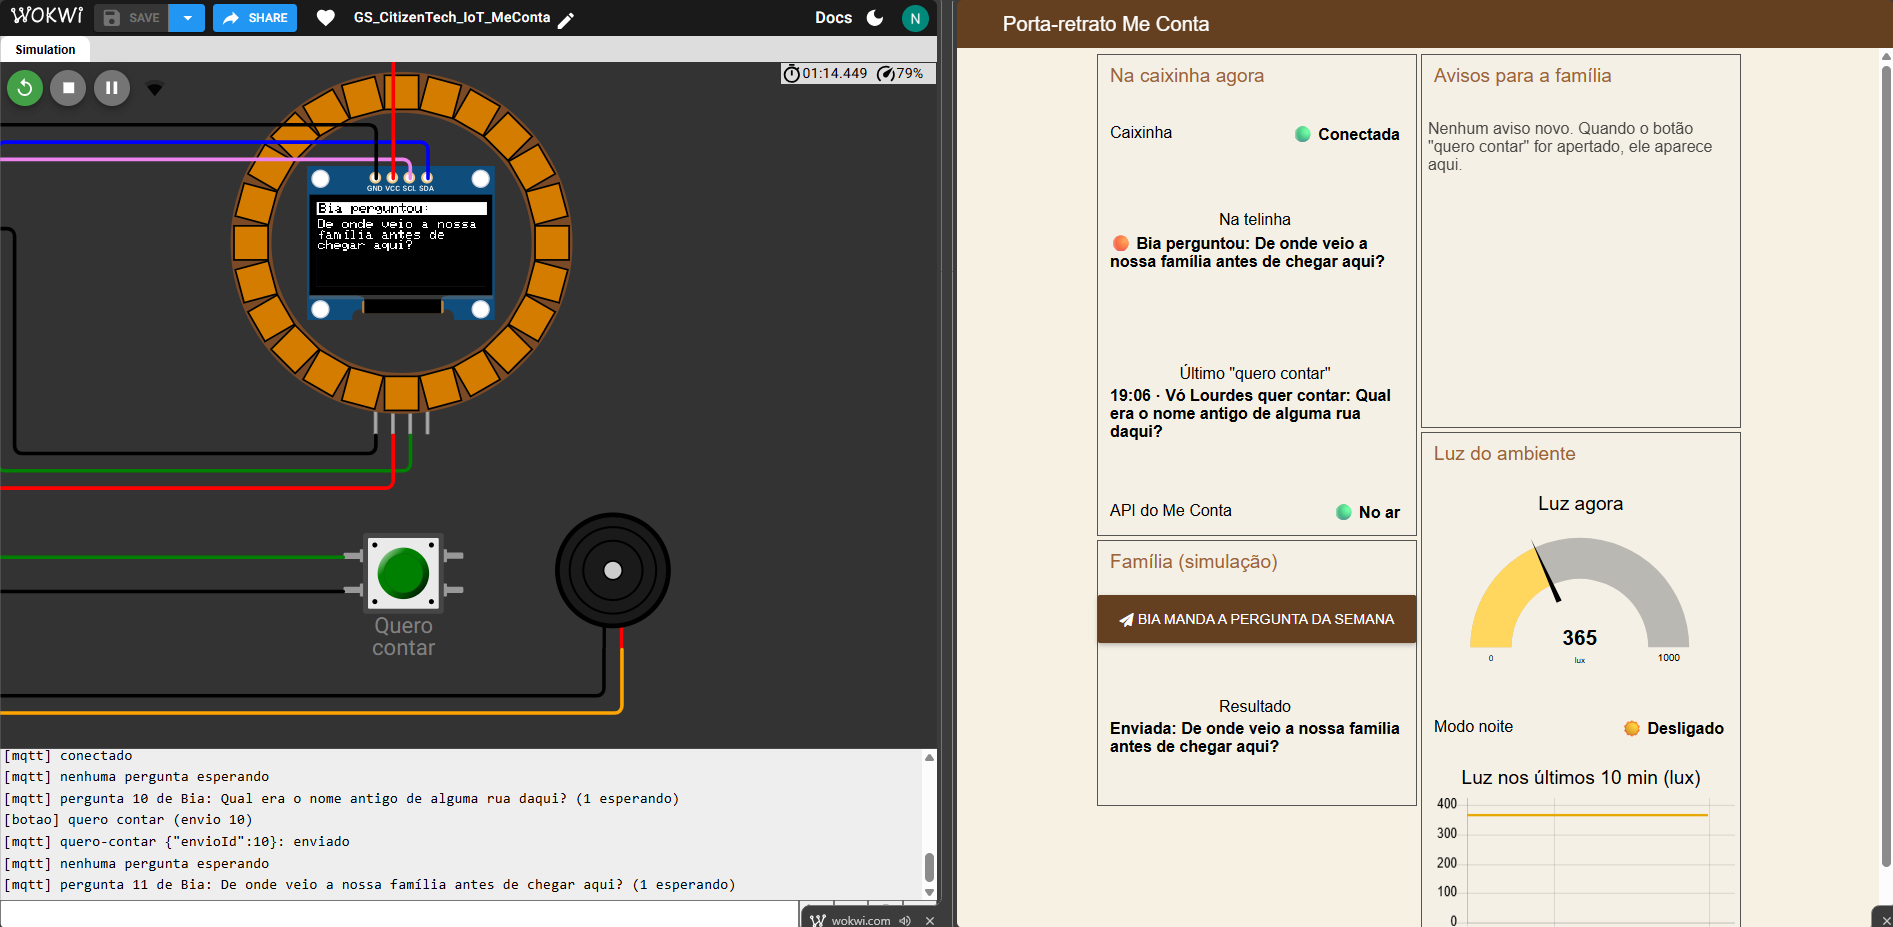 WOKWI
SAVE
SHARE
GS_CitizenTech_IoT_MeConta
Docs
N
Simulation
01:14.449
79%
GND VCC SCL SDA
Bia perguntou:
De onde veio a nossa
família antes de
chegar aqui?
Quero
contar
[mqtt] conectado
[mqtt] nenhuma pergunta esperando
[mqtt] pergunta 10 de Bia: Qual era o nome antigo de alguma rua daqui? (1 esperando)
[botao] quero contar (envio 10)
[mqtt] quero-contar {"envioId":10}: enviado
[mqtt] nenhuma pergunta esperando
[mqtt] pergunta 11 de Bia: De onde veio a nossa família antes de chegar aqui? (1 esperando)
wokwi.com
Porta-retrato Me Conta
Na caixinha agora
Caixinha
Conectada
Na telinha
Bia perguntou: De onde veio a
nossa família antes de chegar aqui?
Último "quero contar"
19:06 · Vó Lourdes quer contar: Qual
era o nome antigo de alguma rua
daqui?
API do Me Conta
No ar
Família (simulação)
BIA MANDA A PERGUNTA DA SEMANA
Resultado
Enviada: De onde veio a nossa família
antes de chegar aqui?
Avisos para a família
Nenhum aviso novo. Quando o botão
"quero contar" for apertado, ele aparece
aqui.
Luz do ambiente
Luz agora
365
lux
0
1000
Modo noite
Desligado
Luz nos últimos 10 min (lux)
400
300
200
100
0